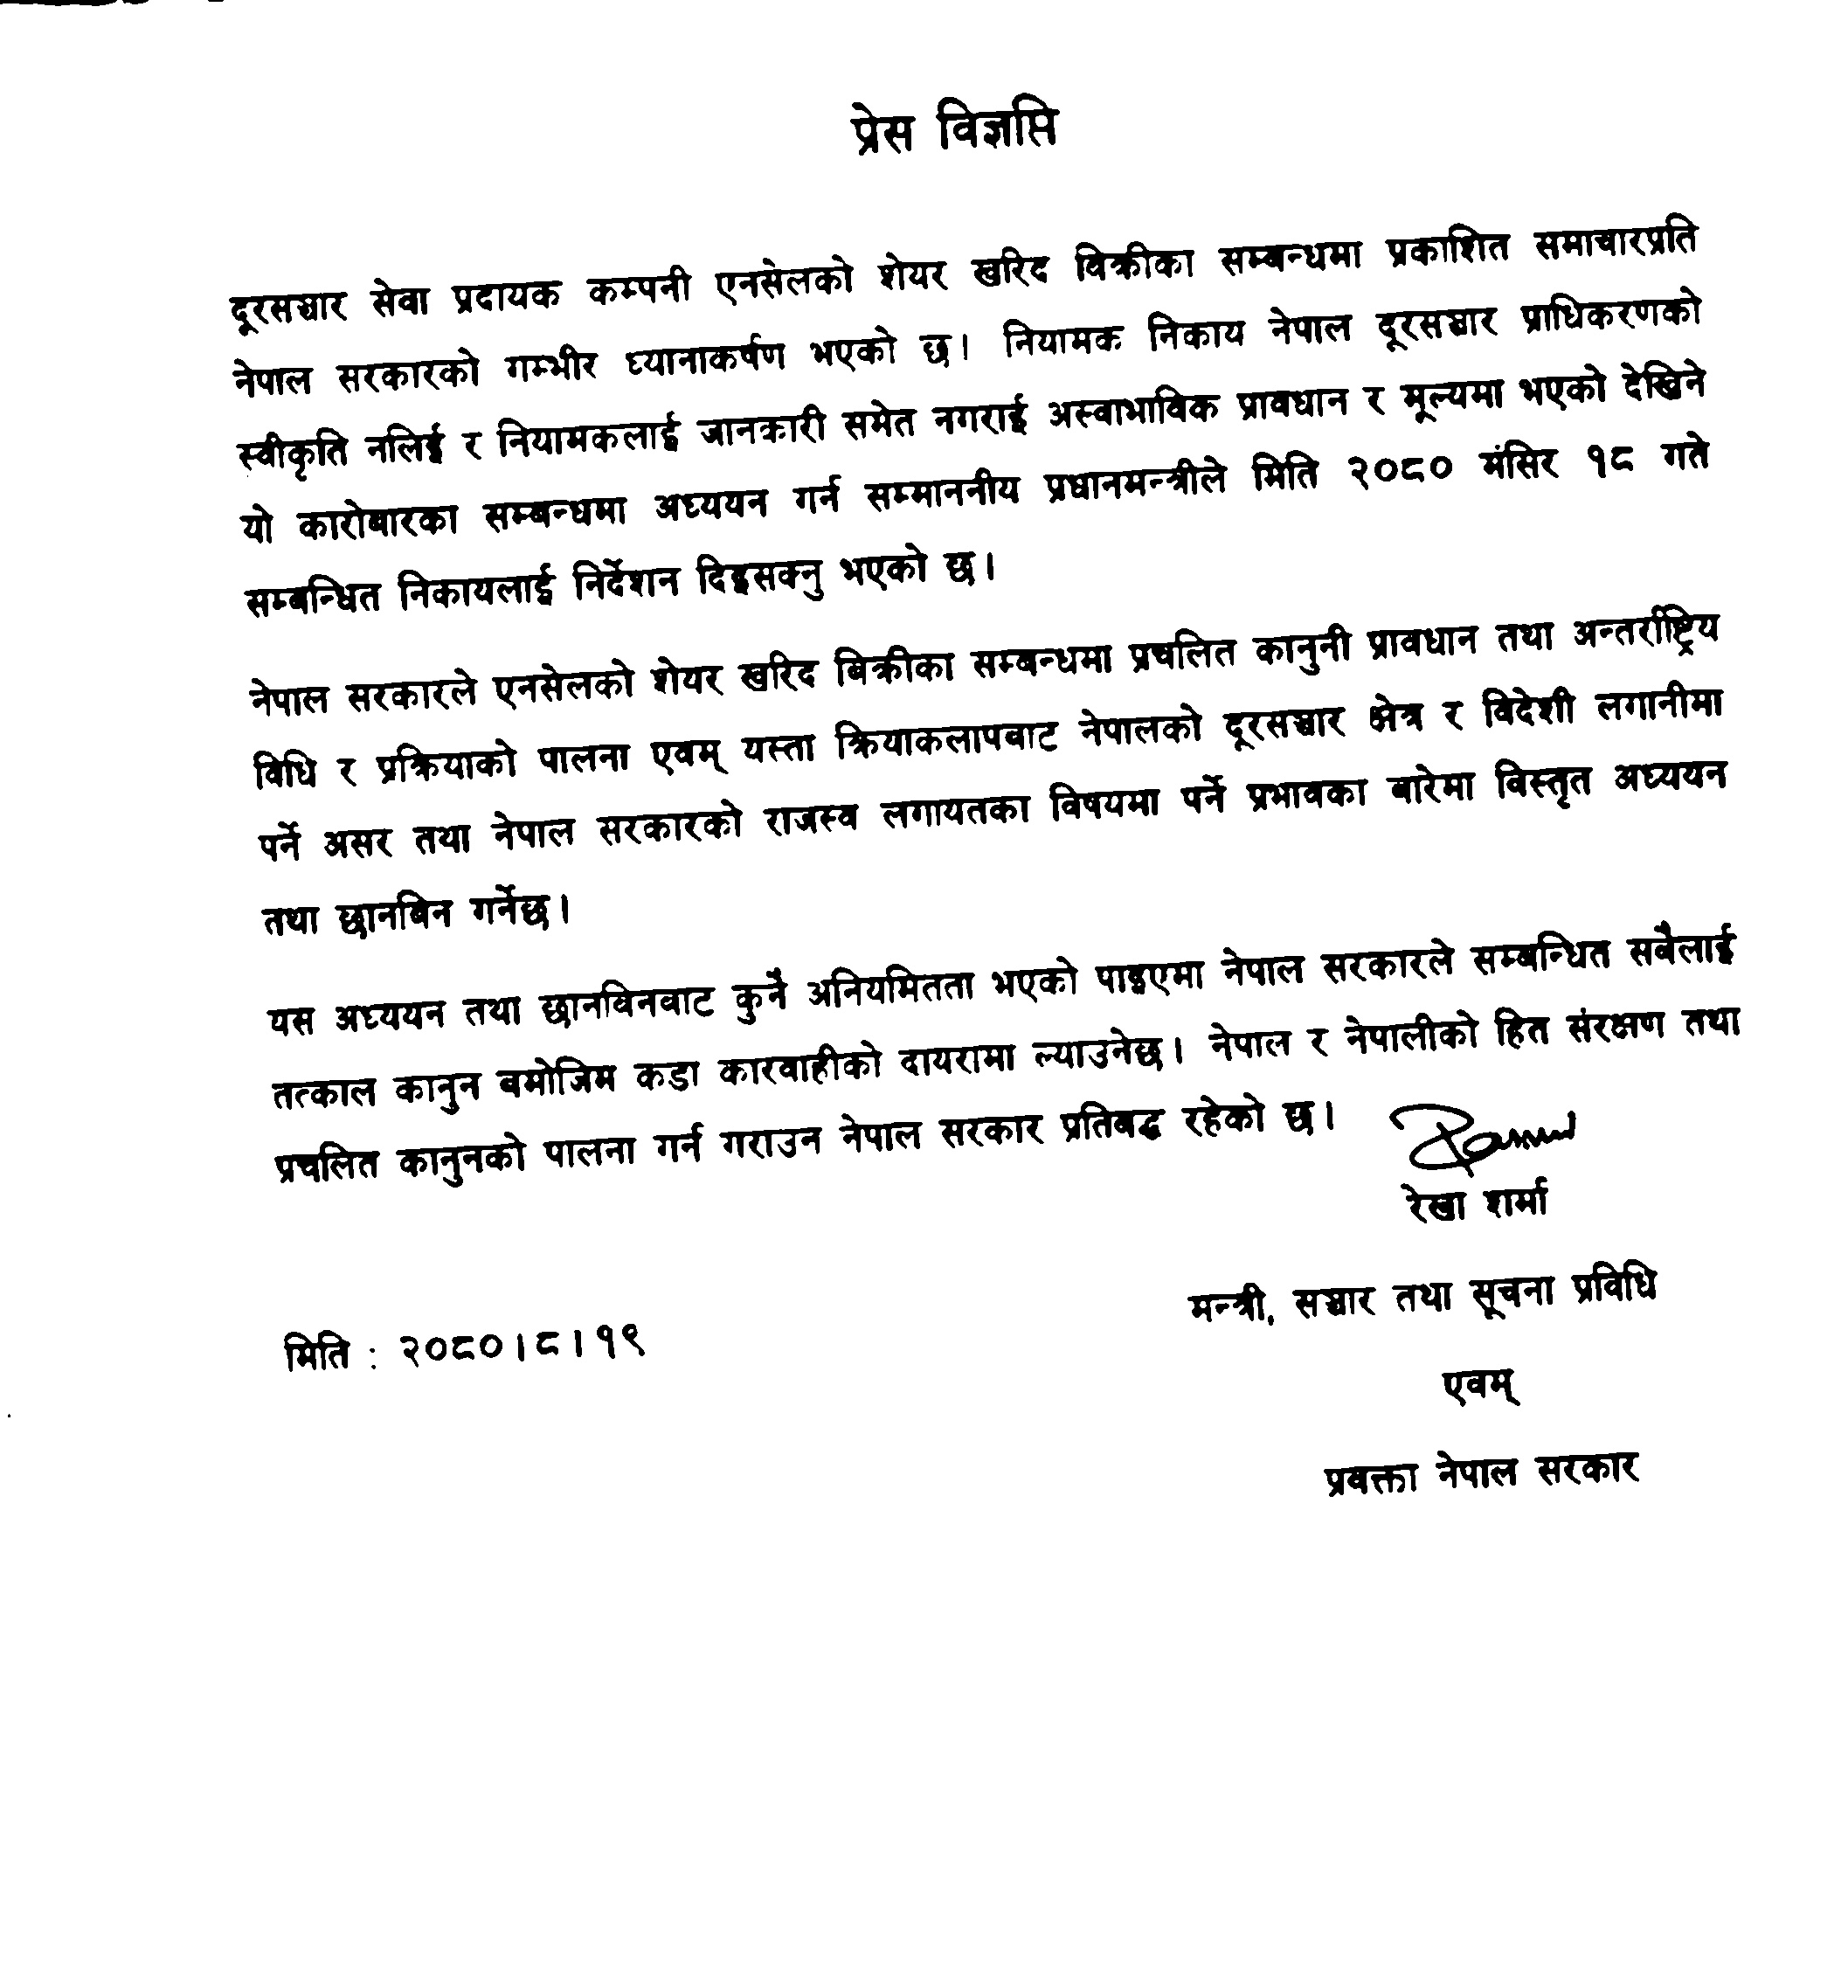 प्रेस विज्ञप्ति
दूरसञ्चार सेवा प्रदायक कम्पनी एनसेलको शेयर खरिद विक्रीका सम्बन्धमा प्रकाशित समाचारप्रति
नेपाल सरकारको गम्भीर ध्यानाकर्षण भएको छ। नियामक निकाय नेपाल दूरसञ्चार प्राधिकरणको
स्वीकृति नलिई र नियामकलाई जानकारी समेत नगराई अस्वाभाविक प्रावधान र मूल्यमा भएको देखिने
यो कारोबारका सम्बन्धमा अध्ययन गर्न सम्माननीय प्रधानमन्त्रीले मिति २०८० मंसिर १८ गते
सम्बन्धित निकायलाई निर्देशन दिइसक्नु भएको छ।
नेपाल सरकारले एनसेलको शेयर खरिद बिक्रीका सम्बन्धमा प्रचलित कानुनी प्रावधान तथा अन्तर्राष्ट्रिय
विधि र प्रक्रियाको पालना एवम् यस्ता क्रियाकलापबाट नेपालको दूरसञ्चार क्षेत्र र विदेशी लगानीमा
पर्ने असर तथा नेपाल सरकारको राजस्व लगायतका विषयमा पर्ने प्रभावका बारेमा विस्तृत अध्ययन
तथा छानबिन गर्नेछ।
यस अध्ययन तथा छानविनबाट कुनै अनियमितता भएको पाइएमा नेपाल सरकारले सम्बन्धित सबैलाई
तत्काल कानुन बमोजिम कडा कारवाहीको दायरामा ल्याउनेछ। नेपाल र नेपालीको हित संरक्षण तथा
प्रचलित कानुनको पालना गर्न गराउन नेपाल सरकार प्रतिबद्ध रहेको छ।
रेखा शर्मा
मन्त्री, सञ्चार तथा सूचना प्रविधि
मिति : २०८०।८।१९
एवम्
प्रवक्ता नेपाल सरकार